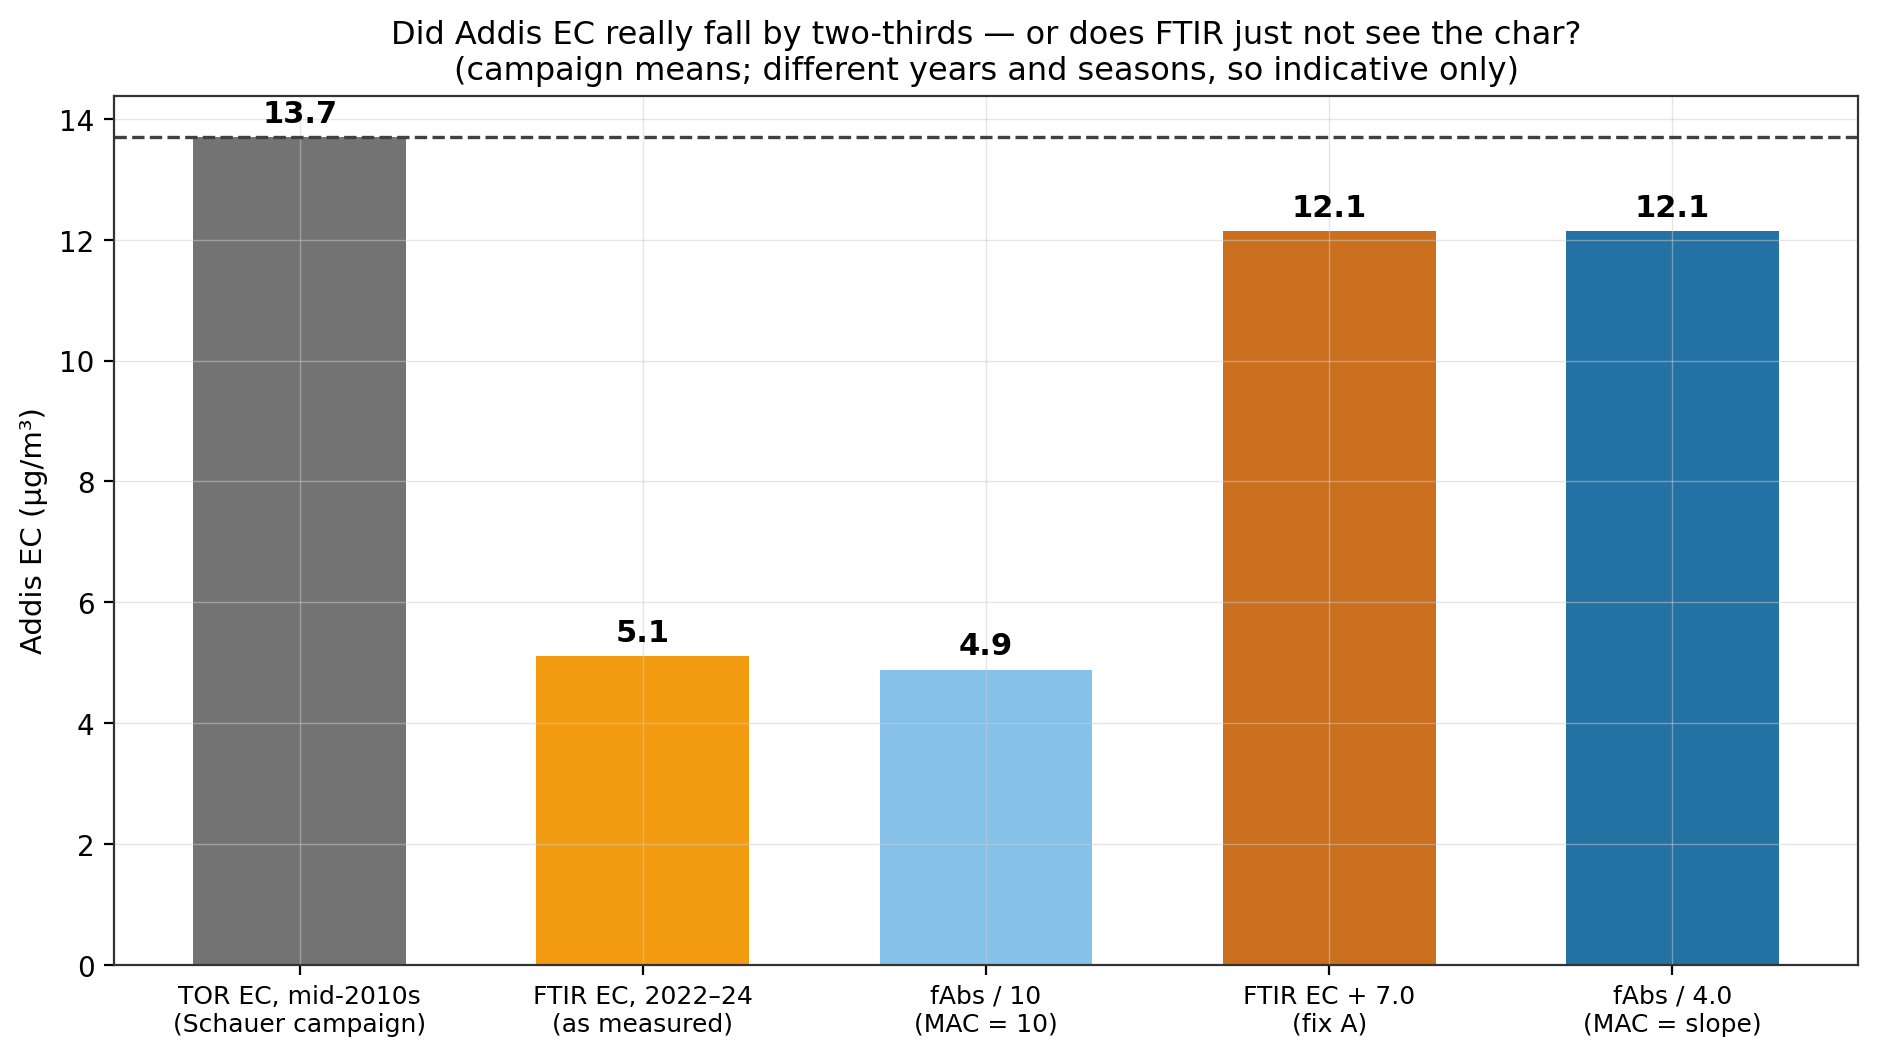 Did Addis EC really fall by two-thirds — or does FTIR just not see the char?
(campaign means; different years and seasons, so indicative only)
Addis EC (µg/m³)
14
12
10
8
6
4
2
0
13.7
5.1
4.9
12.1
12.1
TOR EC, mid-2010s
(Schauer campaign)
FTIR EC, 2022–24
(as measured)
fAbs / 10
(MAC = 10)
FTIR EC + 7.0
(fix A)
fAbs / 4.0
(MAC = slope)